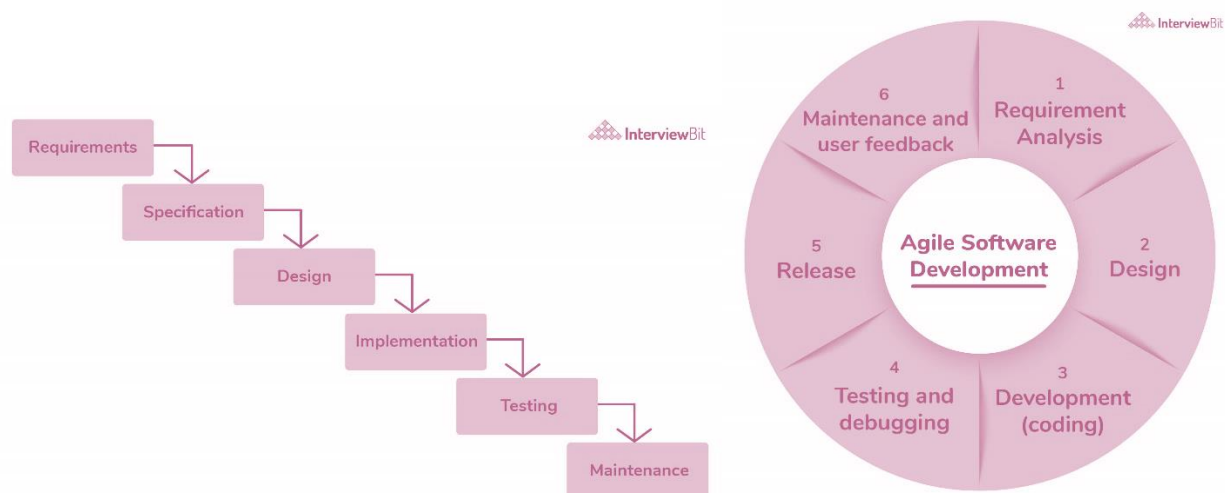 InterviewBit
Requirements
Specification
Design
Implementation
Testing
Maintenance
InterviewBit
1
Requirement
Analysis
2
Design
3
Development
(coding)
4
Testing and
debugging
5
Release
6
Maintenance and
user feedback
Agile Software
Development